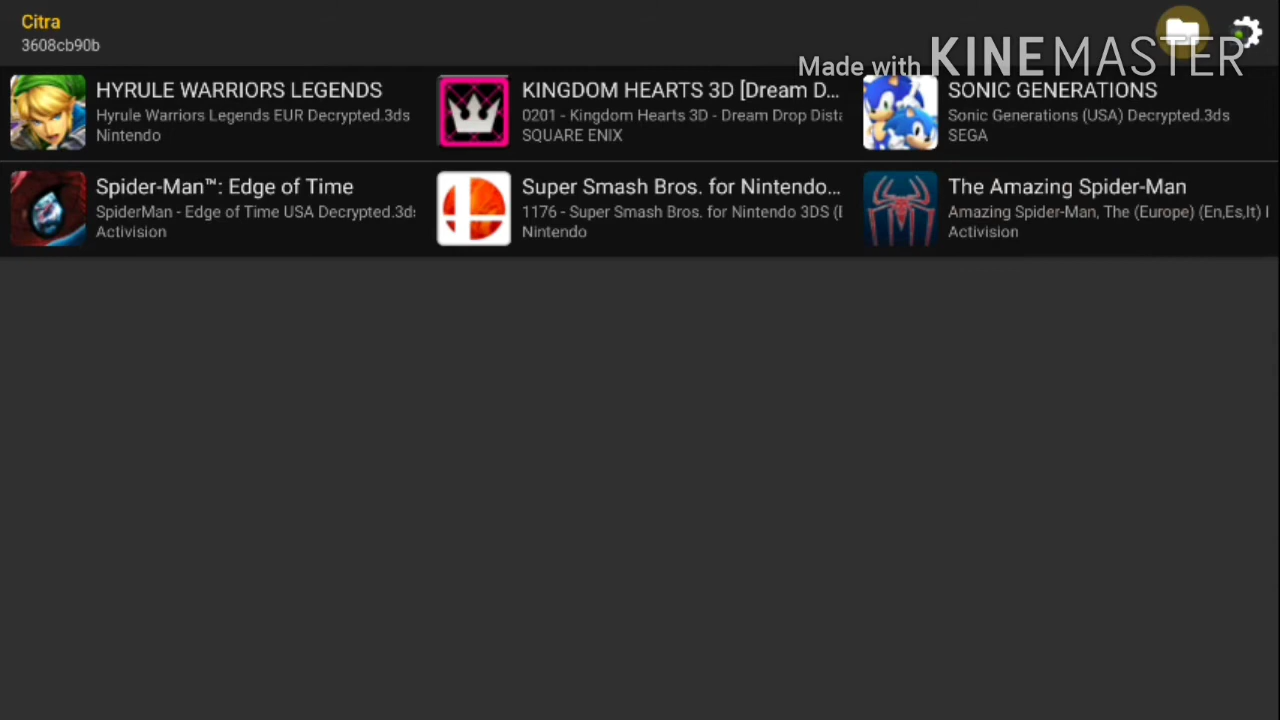 Citra
3608cb90b
Made with KINEMASTER
HYRULE WARRIORS LEGENDS
Hyrule Warriors Legends EUR Decrypted.3ds
Nintendo
KINGDOM HEARTS 3D [Dream D...
0201 - Kingdom Hearts 3D - Dream Drop Dista
SQUARE ENIX
SONIC GENERATIONS
Sonic Generations (USA) Decrypted.3ds
SEGA
Spider-Man™: Edge of Time
SpiderMan - Edge of Time USA Decrypted.3ds
Activision
Super Smash Bros. for Nintendo...
1176 - Super Smash Bros. for Nintendo 3DS (
Nintendo
The Amazing Spider-Man
Amazing Spider-Man, The (Europe) (En,Es,It)
Activision